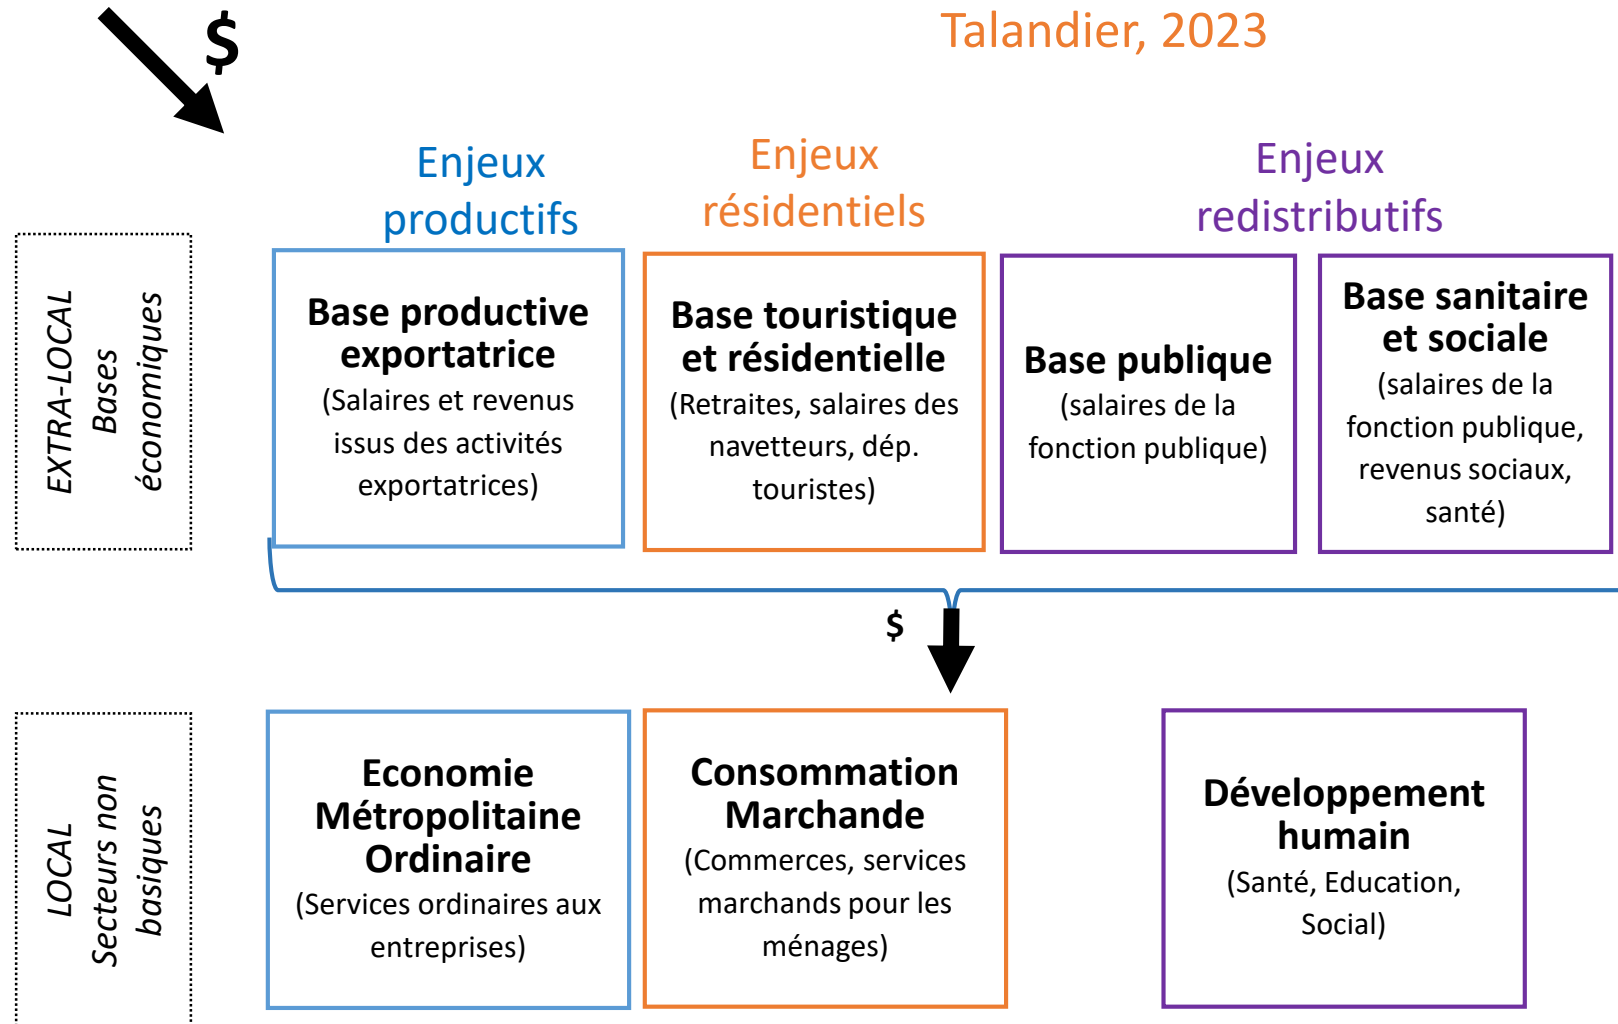 $
Talandier, 2023
Enjeux
productifs
Enjeux
résidentiels
Enjeux
redistributifs
EXTRA-LOCAL
Bases
économiques
Base productive
exportatrice
(Salaires et revenus
issus des activités
exportatrices)
Base touristique
et résidentielle
(Retraites, salaires des
navetteurs, dép.
touristes)
Base publique
(salaires de la
fonction publique)
Base sanitaire
et sociale
(salaires de la
fonction publique,
revenus sociaux,
santé)
$
LOCAL
Secteurs non
basiques
Economie
Métropolitaine
Ordinaire
(Services ordinaires aux
entreprises)
Consommation
Marchande
(Commerces, services
marchands pour les
ménages)
Développement
humain
(Santé, Education,
Social)